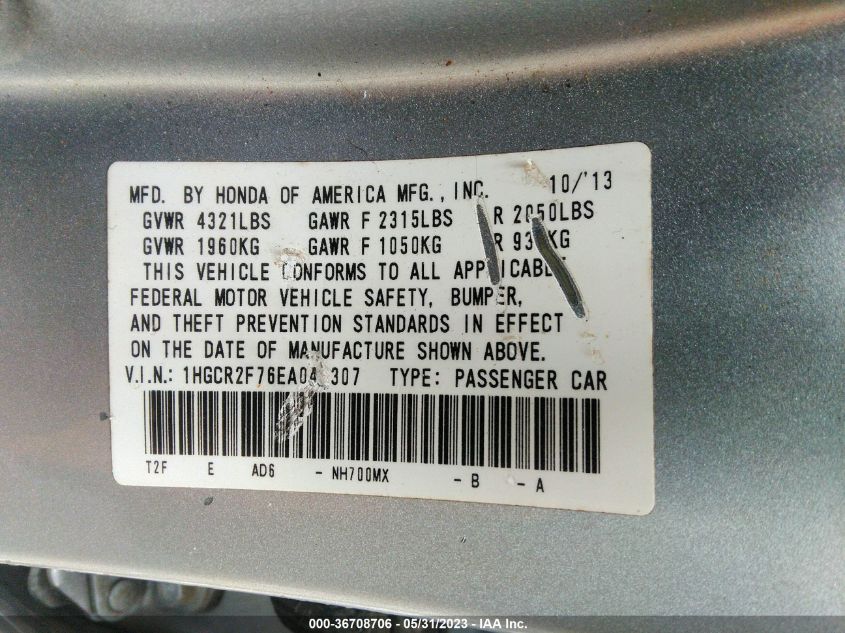 MFD. BY HONDA OF AMERICA MFG., INC. 10/'13
GVWR 4321LBS GAWR F 2315LBS R 2050LBS
GVWR 1960KG GAWR F 1050KG R
THIS VEHICLE CONFORMS TO ALL APPLICABLE
FEDERAL MOTOR VEHICLE SAFETY, BUMPER,
AND THEFT PREVENTION STANDARDS IN EFFECT
ON THE DATE OF MANUFACTURE SHOWN ABOVE.
V.I.N.: TYPE: PASSENGER CAR
T2F E AD6 - NH700MX - B - A
000-36708706 - 05/31/2023 - IAA Inc.